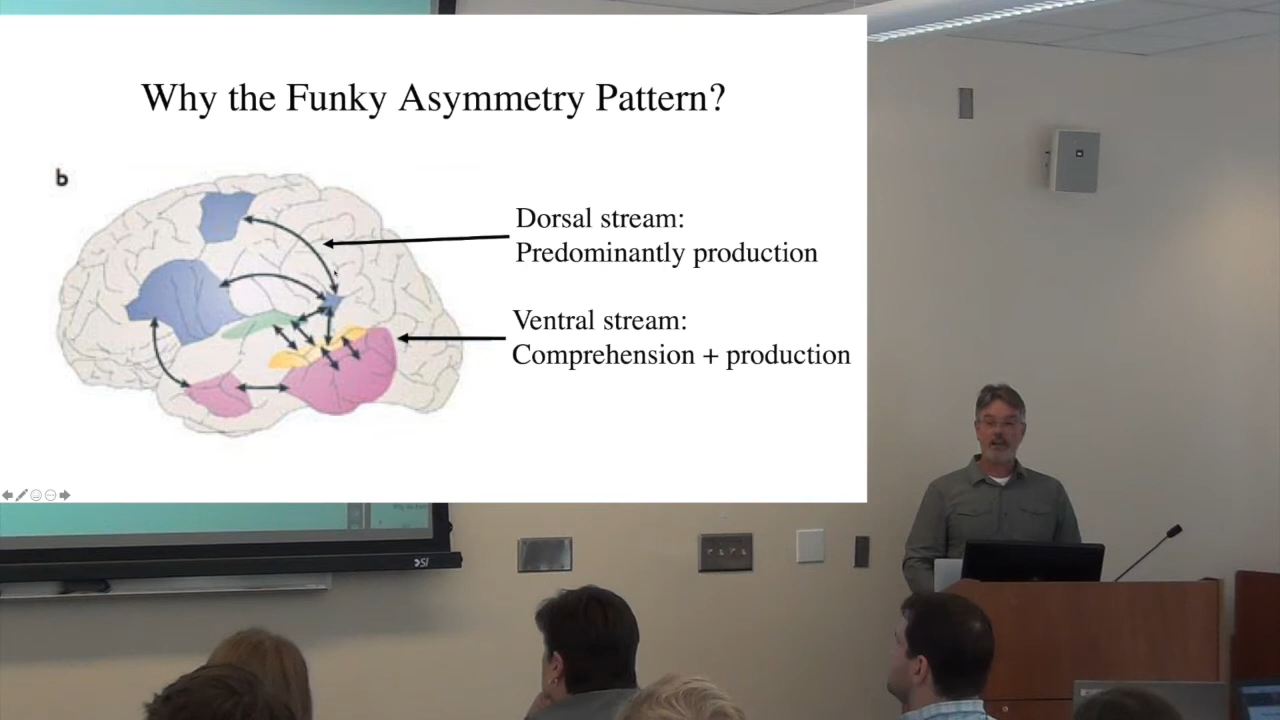 Why the Funky Asymmetry Pattern?
b
Dorsal stream:
Predominantly production
Ventral stream:
Comprehension + production